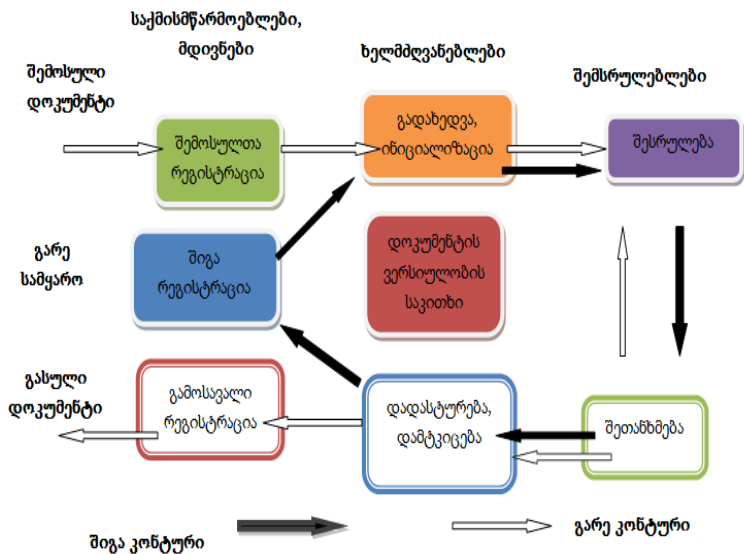 საქმისმწარმოებლები,
მდივნები
ხელმძღვანებლები
შემსრულებლები
შემოსული
დოკუმენტი
შემოსულთა
რეგისტრაცია
გადახედვა,
ინიციალიზაცია
შესრულება
გარე
სამყარო
შიგა
რეგისტრაცია
დოკუმენტის
ვერსიულობის
საკითხი
გასული
დოკუმენტი
გამოსავალი
რეგისტრაცია
დადასტურება,
დამტკიცება
შეთანხმება
შიგა კონტური
გარე კონტური